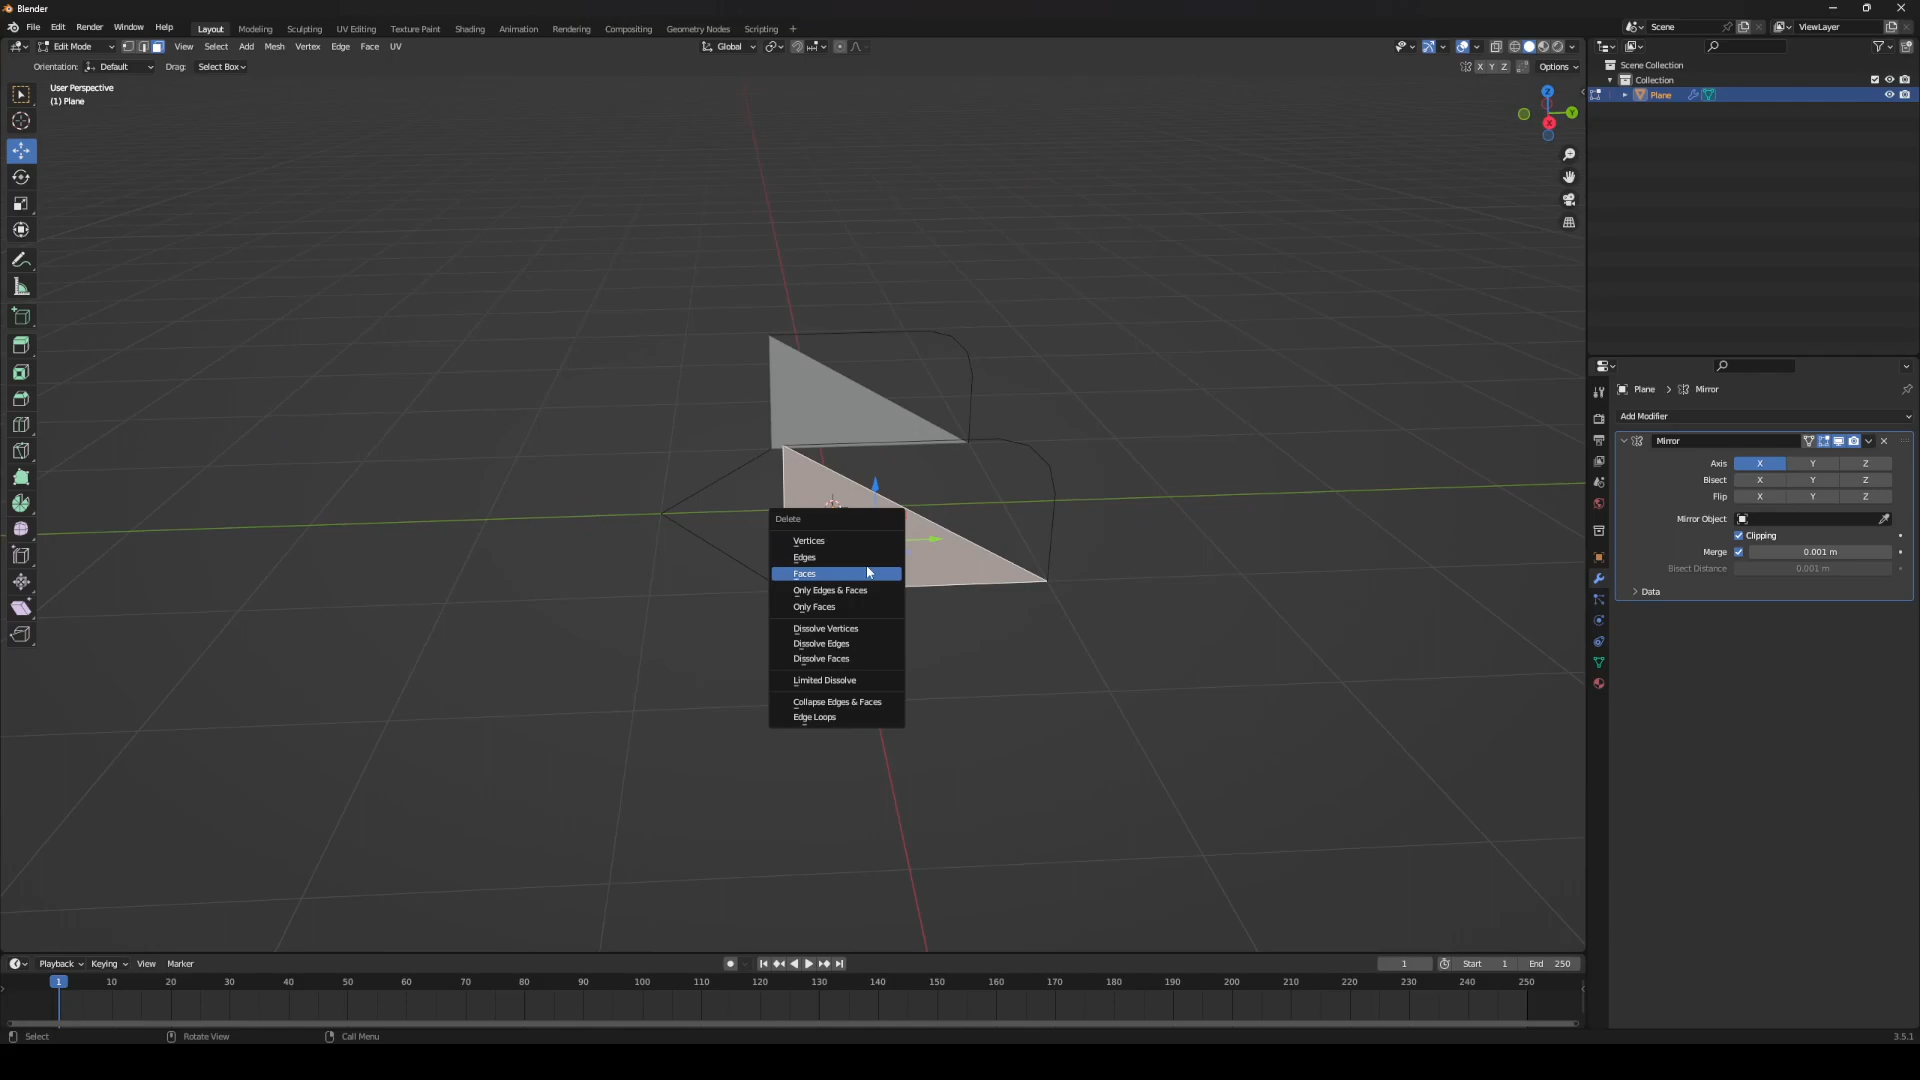 Blender
File Edit Render Window Help Layout Modeling Sculpting UV Editing Texture Paint Shading Animation Rendering Compositing Geometry Nodes Scripting + Scene ViewLayer
Edit Mode View Select Add Mesh Vertex Edge Face UV Global
Orientation: Default Drag: Select Box X Y Z Options
User Perspective
(1) Plane
Z
Y
X
Scene Collection
Collection
Plane
Plane > Mirror
Add Modifier
Mirror
Axis X Y Z
Bisect X Y Z
Flip X Y Z
Mirror Object
Clipping
Merge 0.001 m
Bisect Distance 0.001 m
Data
Delete
Vertices
Edges
Faces
Only Edges & Faces
Only Faces
Dissolve Vertices
Dissolve Edges
Dissolve Faces
Limited Dissolve
Collapse Edges & Faces
Edge Loops
Playback Keying View Marker 1 Start 1 End 250
1 10 20 30 40 50 60 70 80 90 100 110 120 130 140 150 160 170 180 190 200 210 220 230 240 250
Select Rotate View Call Menu 3.5.1